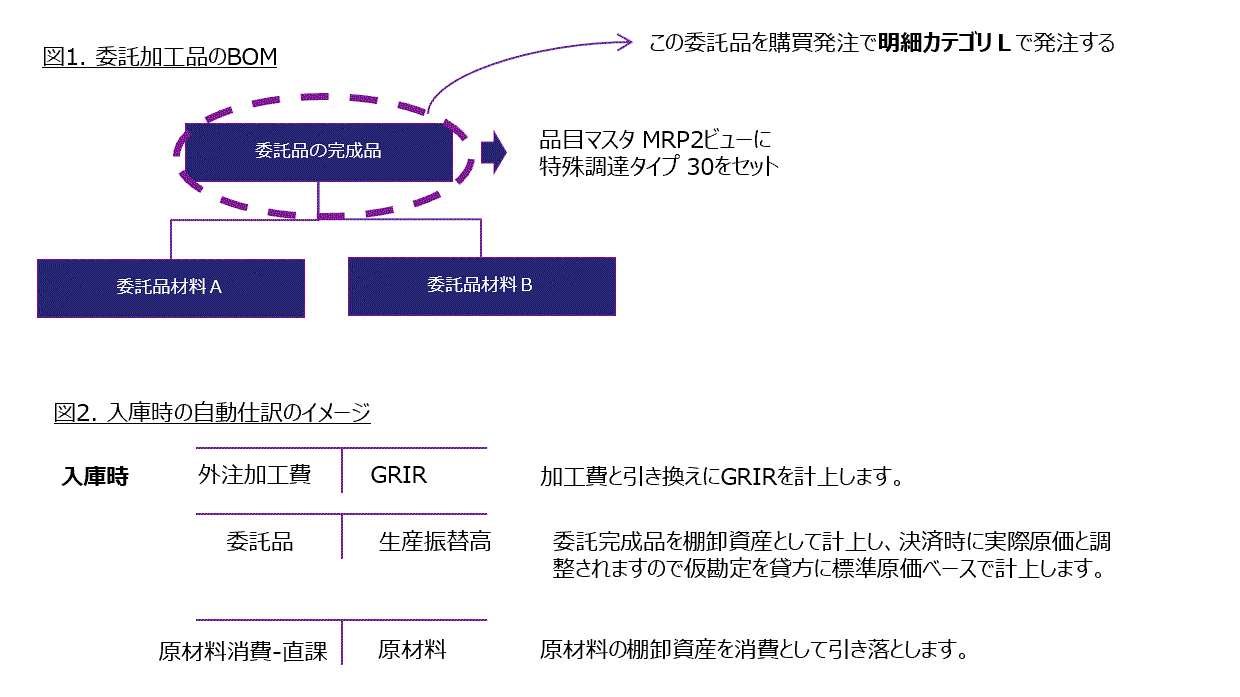 図1. 委託加工品のBOM
この委託品を購買発注で明細カテゴリLで発注する
委託品の完成品
品目マスタ MRP2ビューに
特殊調達タイプ 30をセット
委託品材料A
委託品材料B
図2. 入庫時の自動仕訳のイメージ
入庫時
外注加工費
GRIR
加工費と引き換えにGRIRを計上します。
委託品
生産振替高
委託完成品を棚卸資産として計上し、決済時に実際原価と調
整されますので仮勘定を貸方に標準原価ベースで計上します。
原材料消費-直課
原材料
原材料の棚卸資産を消費として引き落とします。